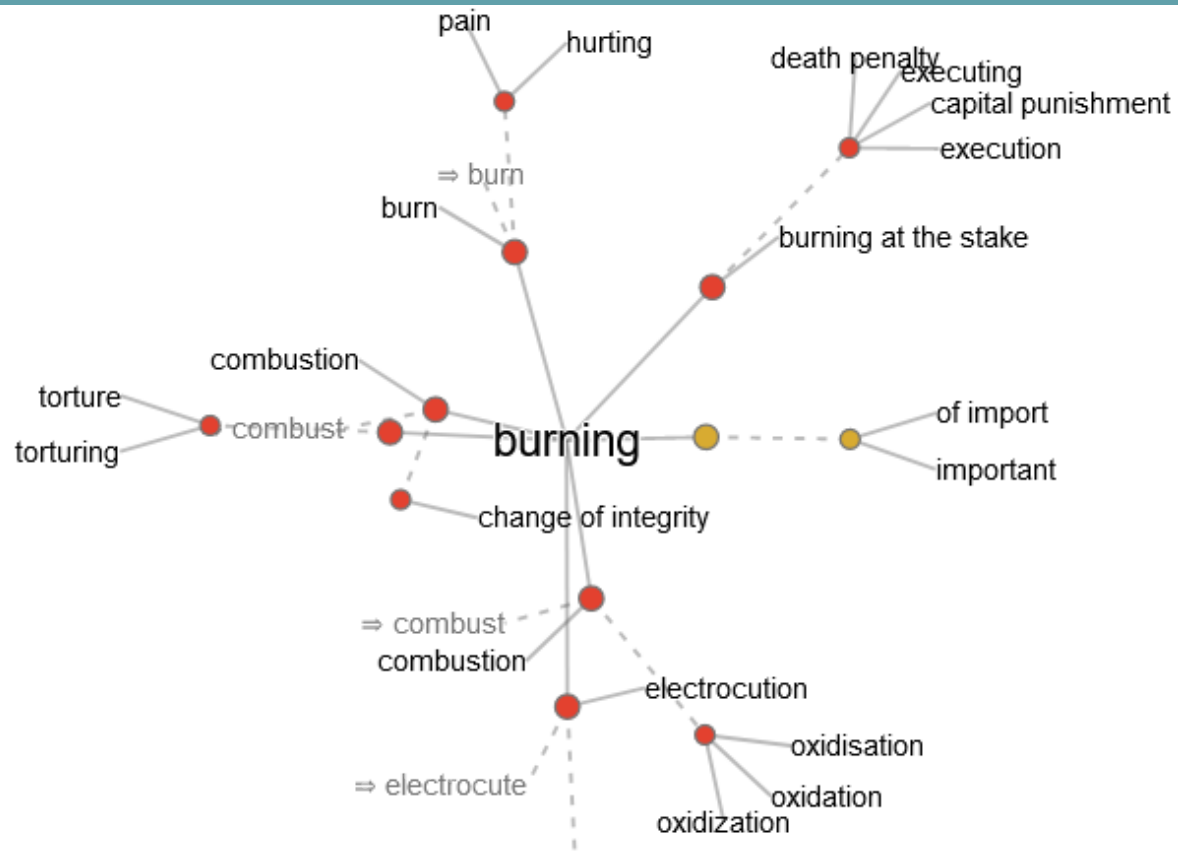 pain
hurting
death penalty
executing
capital punishment
execution
⇒ burn
burn
burning at the stake
combustion
torture
combust
torturing
burning
of import
important
change of integrity
⇒ combust
combustion
electrocution
oxidisation
⇒ electrocute
oxidation
oxidization